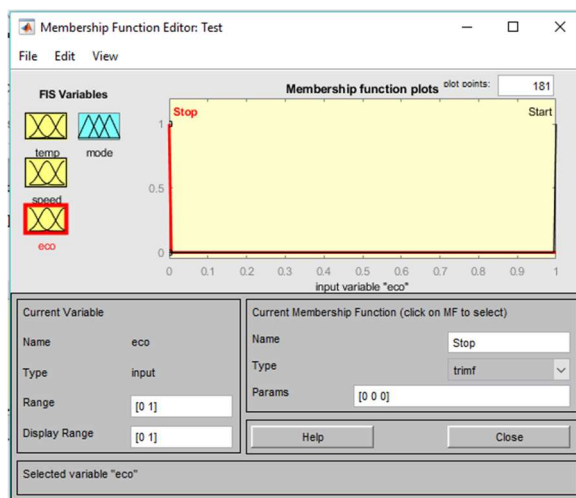 Membership Function Editor: Test
File Edit View
FIS Variables
Membership function plots
plot points:
181
temp
mode
speed
eco
Stop
Start
1
0.5
0
0 0.1 0.2 0.3 0.4 0.5 0.6 0.7 0.8 0.9 1
input variable "eco"
Current Variable
Name eco
Type input
Range [0 1]
Display Range [0 1]
Current Membership Function (click on MF to select)
Name Stop
Type trimf
Params [0 0 0]
Help Close
Selected variable "eco"